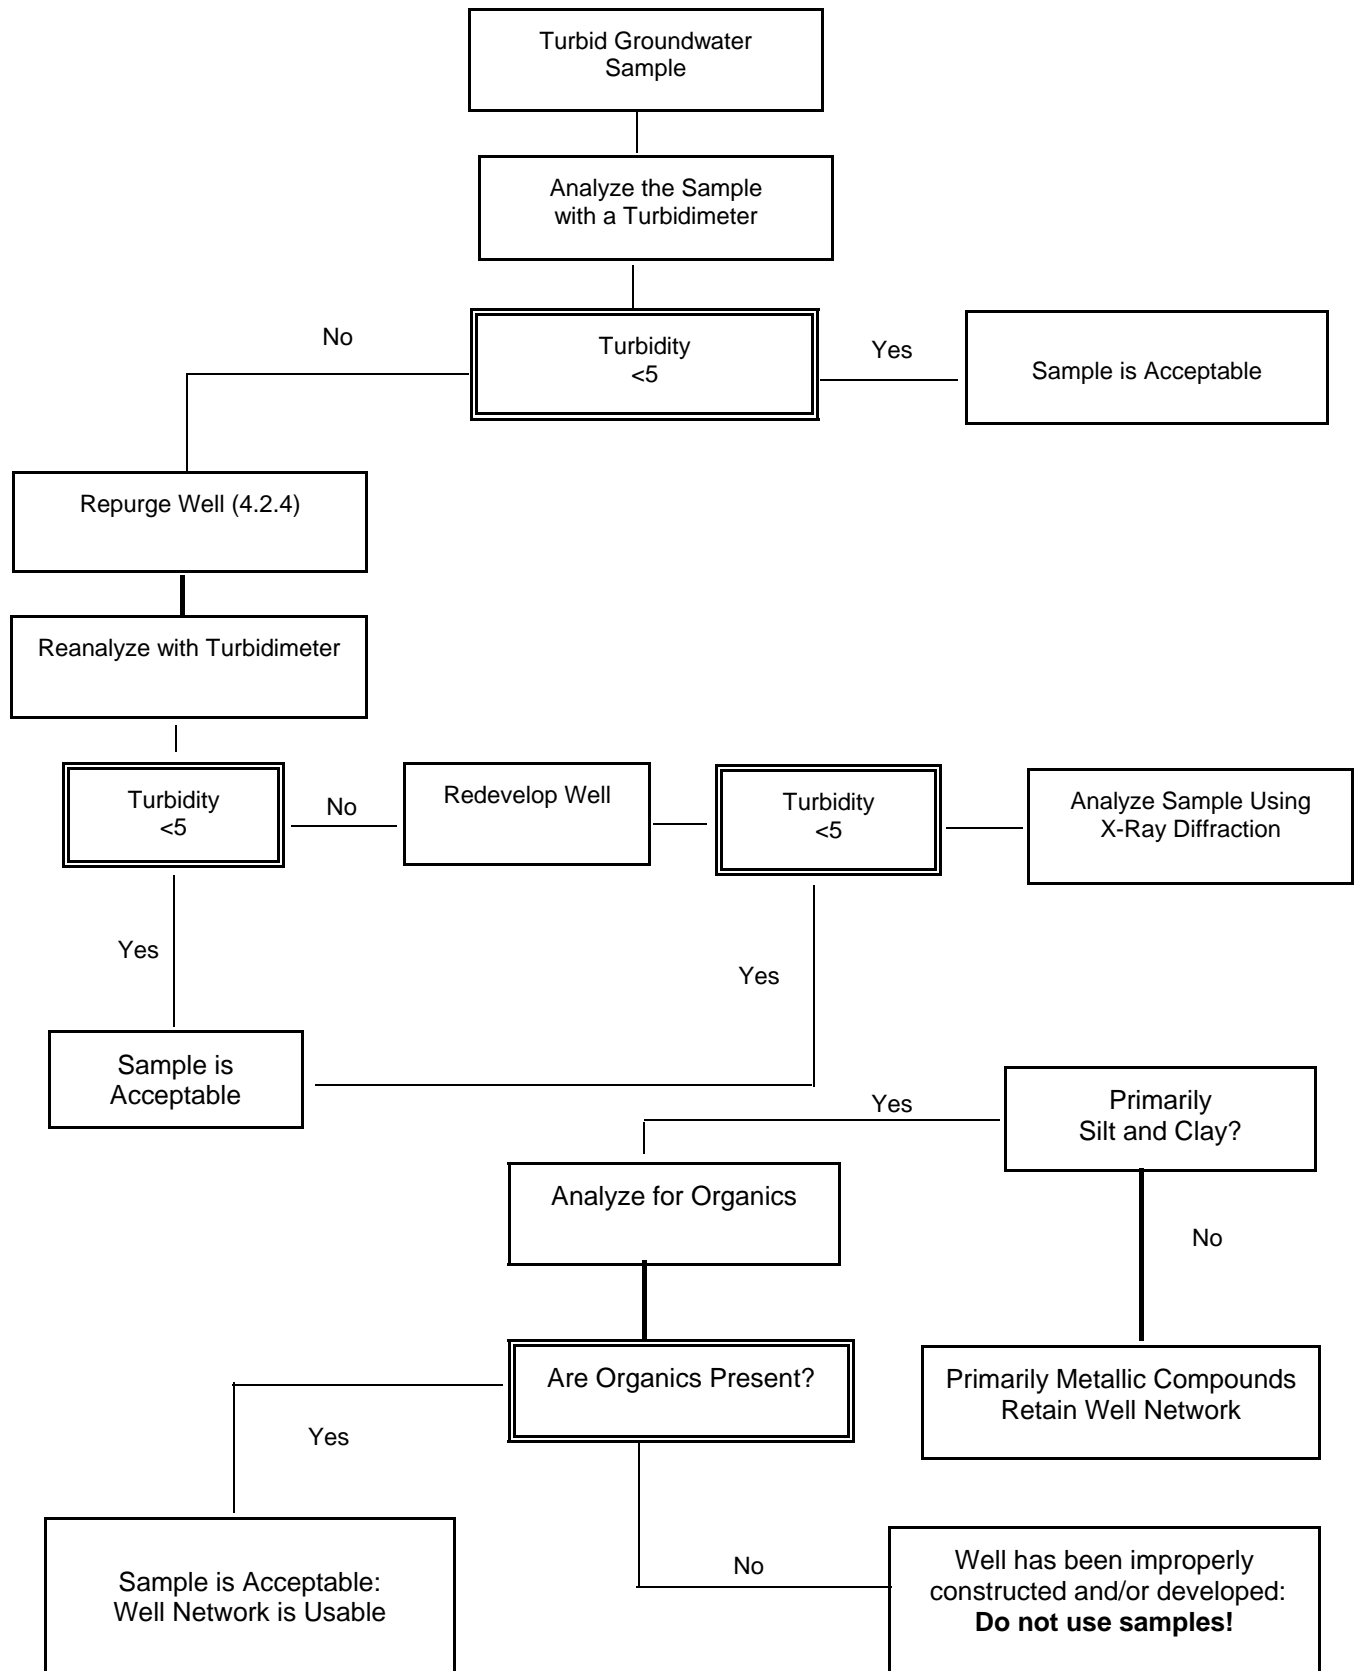 Turbid Groundwater
Sample
Analyze the Sample
with a Turbidimeter
No
Turbidity
<5
Yes
Sample is Acceptable
Repurge Well (4.2.4)
Reanalyze with Turbidimeter
Turbidity
<5
No
Redevelop Well
Turbidity
<5
Analyze Sample Using
X-Ray Diffraction
Yes
Yes
Sample is
Acceptable
Yes
Primarily
Silt and Clay?
Analyze for Organics
No
Are Organics Present?
Primarily Metallic Compounds
Retain Well Network
Yes
No
Sample is Acceptable:
Well Network is Usable
Well has been improperly
constructed and/or developed:
Do not use samples!